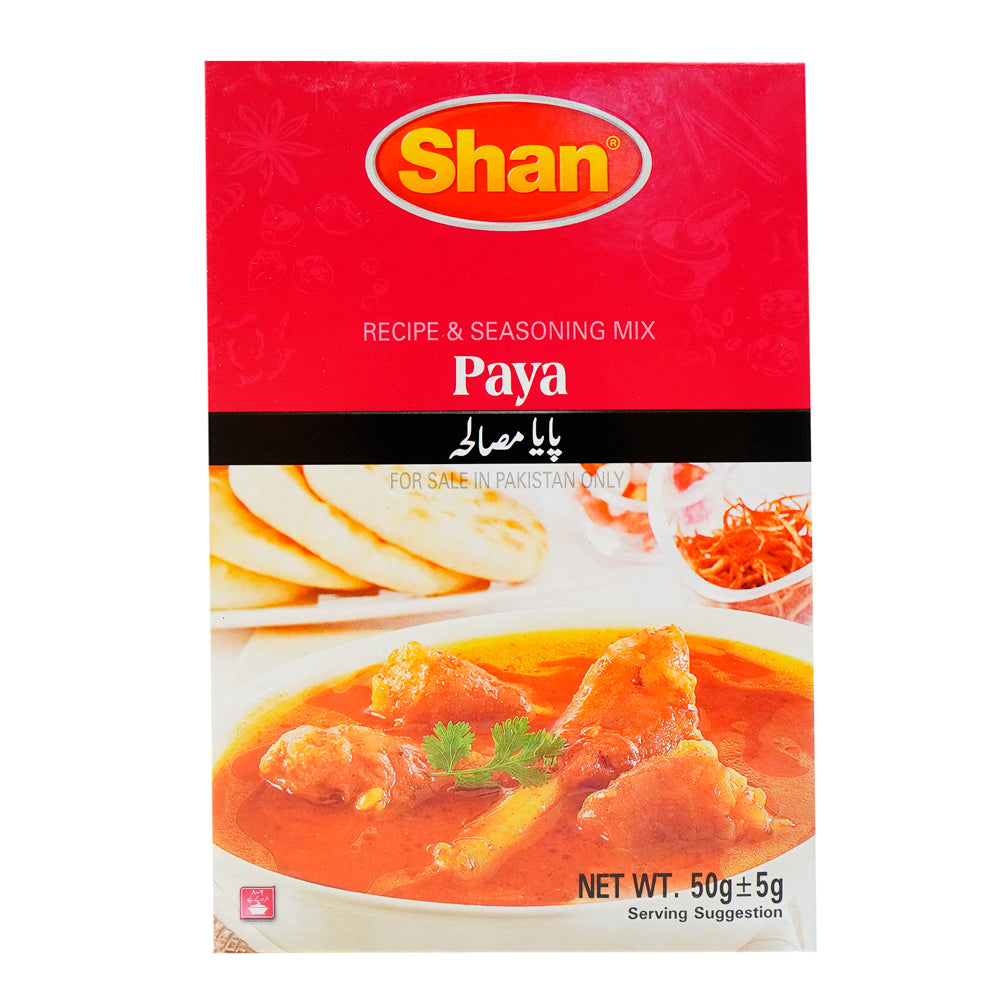 Shan®
RECIPE & SEASONING MIX
Paya
پایا مصالحہ
FOR SALE IN PAKISTAN ONLY
NET WT. 50g±5g
Serving Suggestion